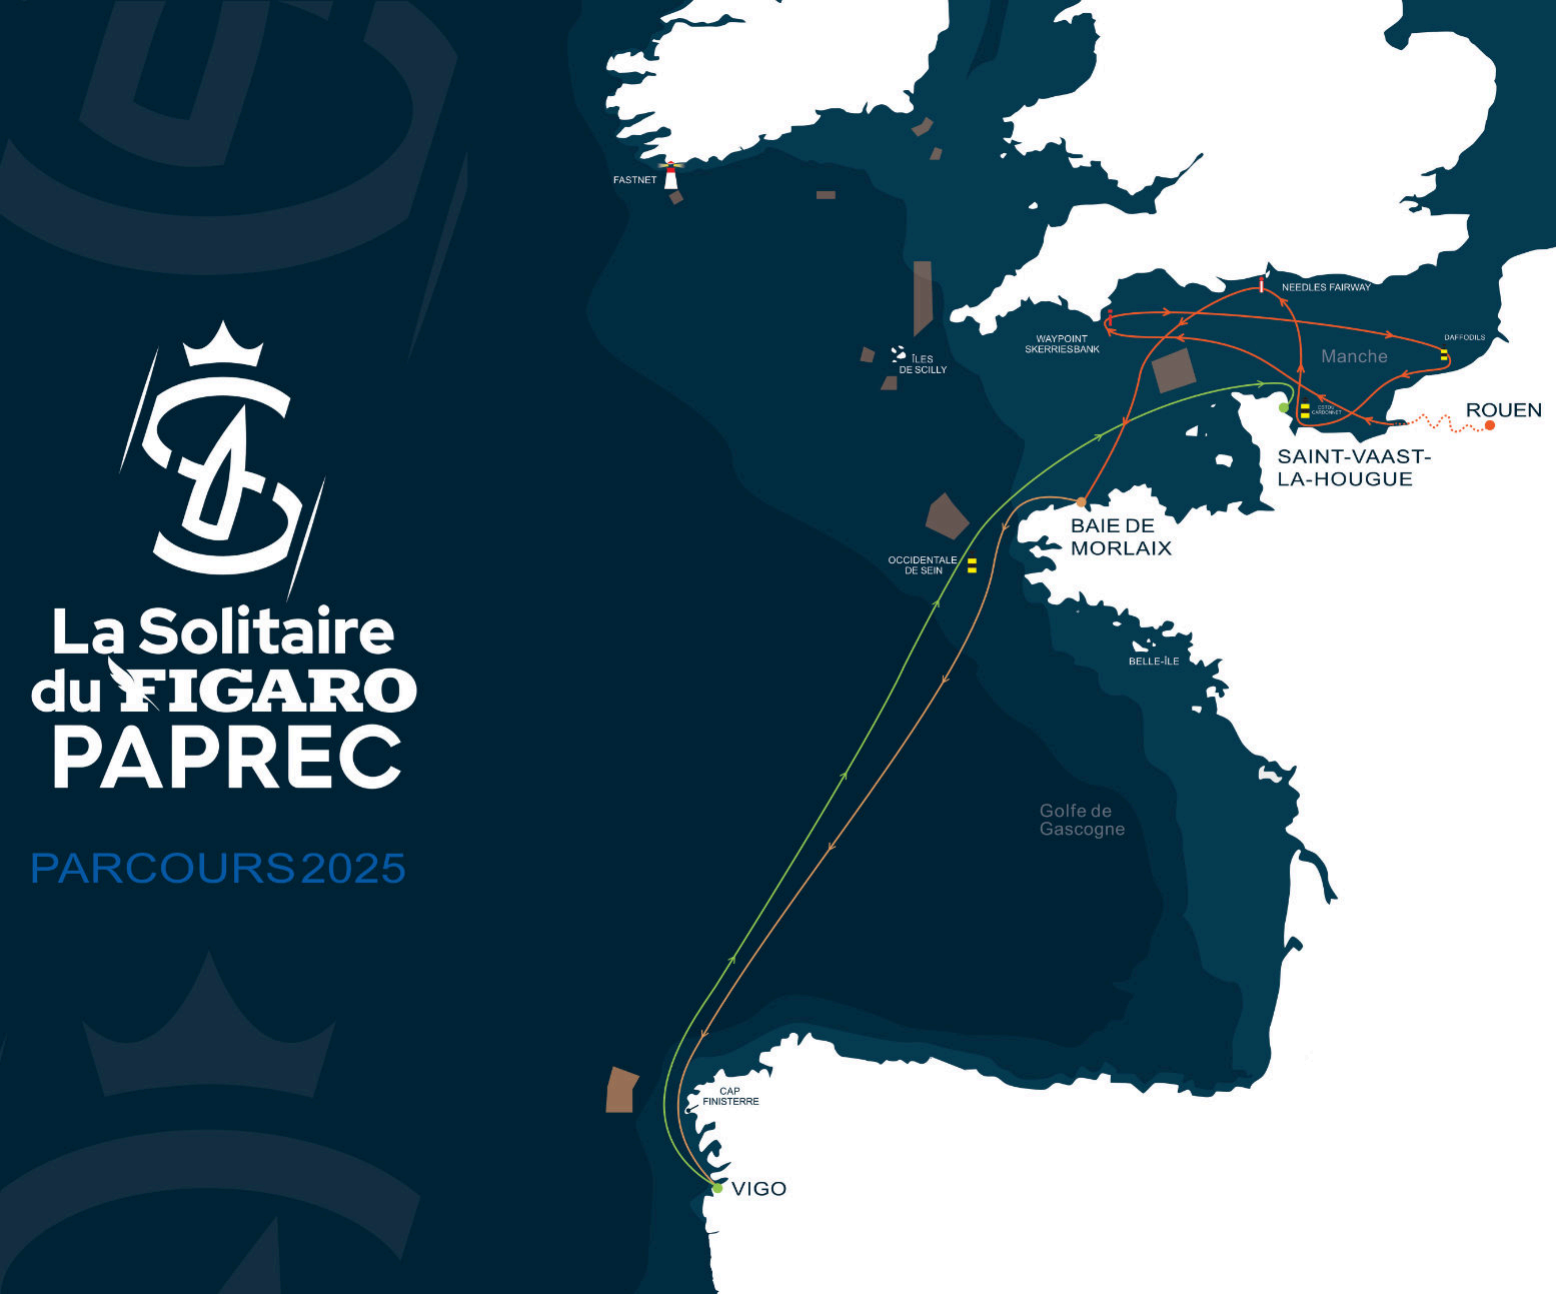 La Solitaire
du FIGARO
PAPREC
PARCOURS 2025
FASTNET
ÎLES
DE SCILLY
WAYPOINT
SKERRIESBANK
NEEDLES FAIRWAY
DAFFODILS
Manche
ROUEN
SAINT-VAAST-
LA-HOUGUE
BAIE DE
MORLAIX
OCCIDENTALE
DE SEIN
BELLE-ÎLE
Golfe de
Gascogne
CAP
FINISTERRE
VIGO